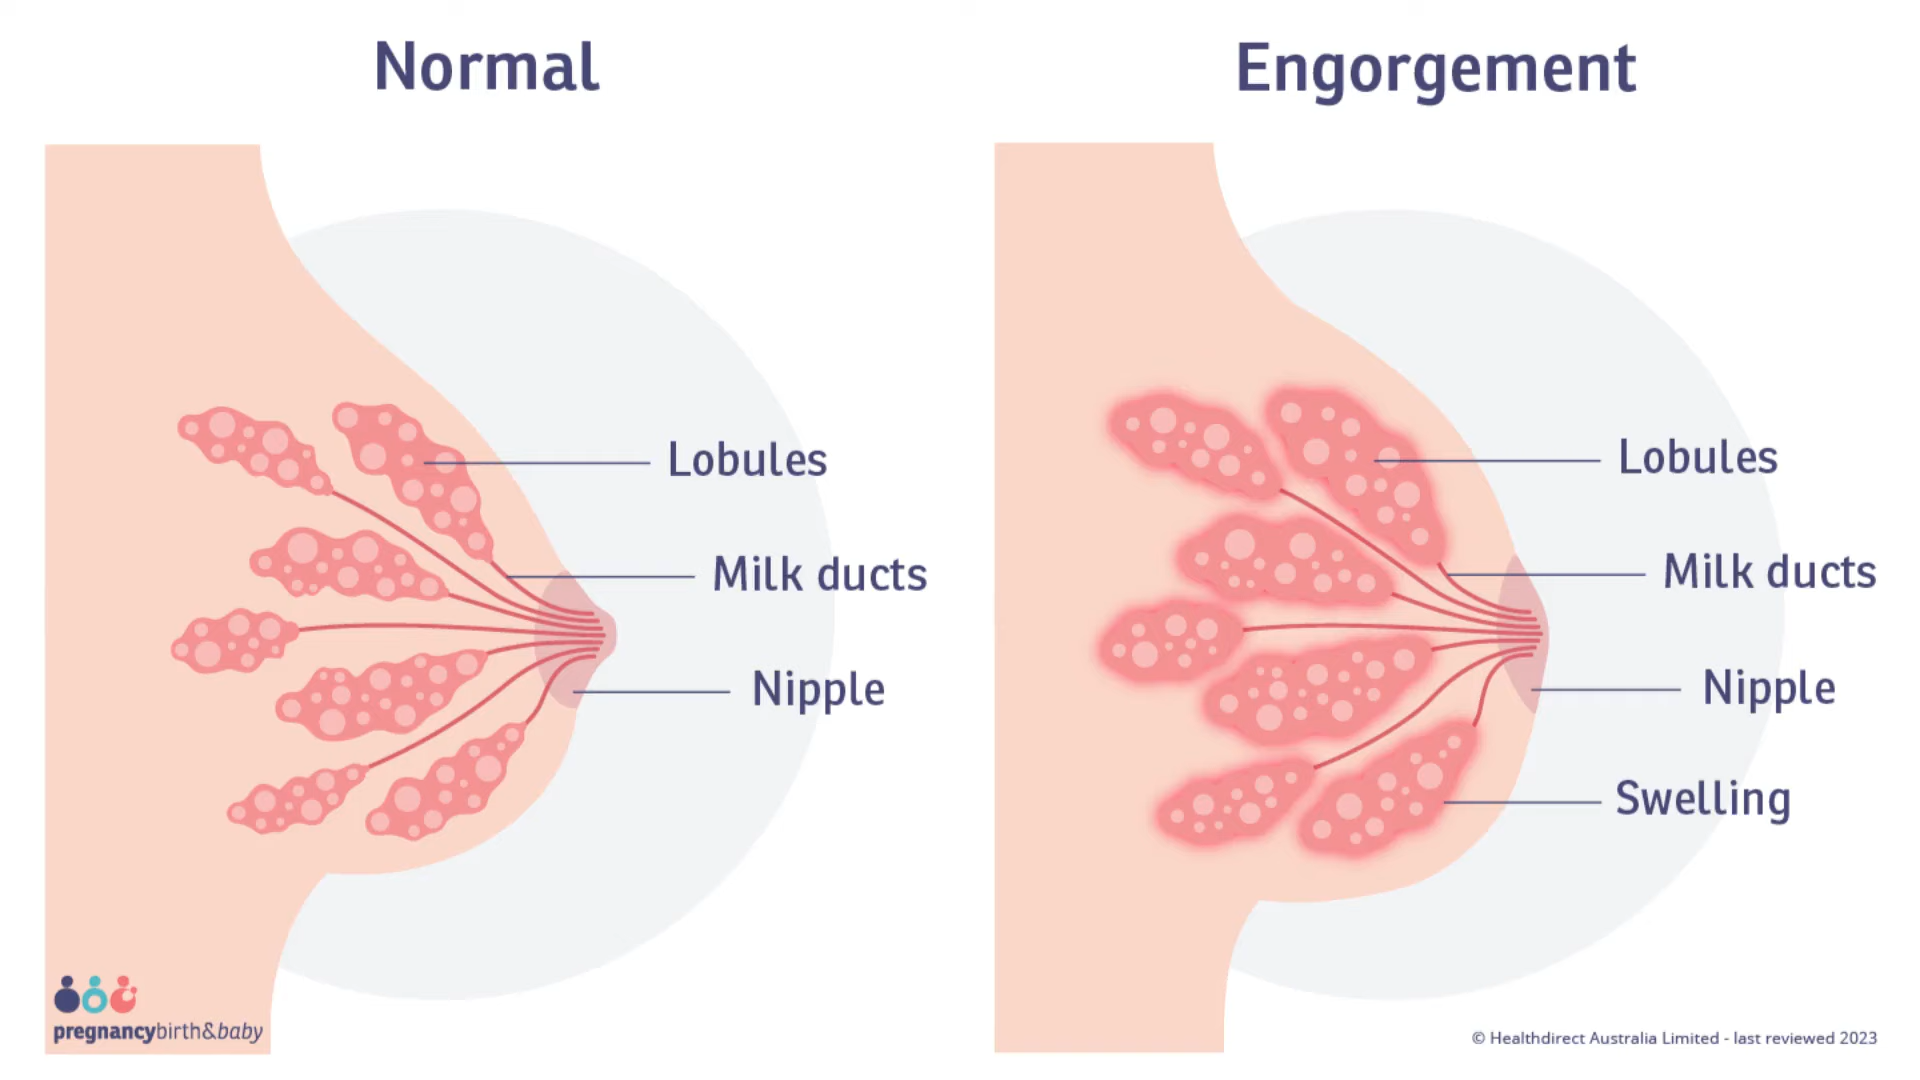 Normal
Lobules
Milk ducts
Nipple
pregnancybirth&baby
Engorgement
Lobules
Milk ducts
Nipple
Swelling
© Healthdirect Australia Limited - last reviewed 2023